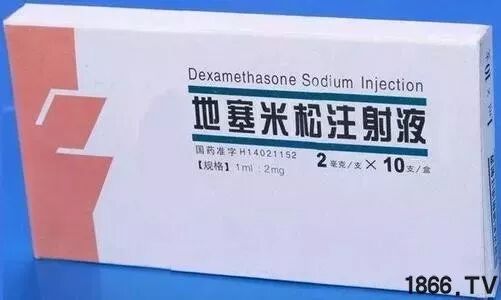 Dexamethasone Sodium Injection
地塞米松注射液
国药准字H14021152
2毫克/支×10支/盒
【规格】1ml:2mg
1866.TV